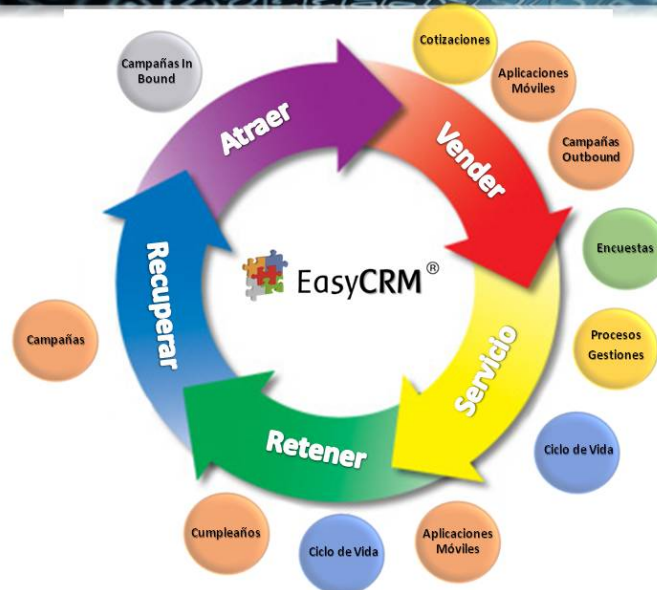 Cotizaciones
Campañas In
Bound
Aplicaciones
Móviles
Atraer
Vender
Campañas
Outbound
Encuestas
EasyCRM®
Recuperar
Campañas
Procesos
Gestiones
Servicio
Retener
Ciclo de Vida
Cumpleaños
Ciclo de Vida
Aplicaciones
Móviles